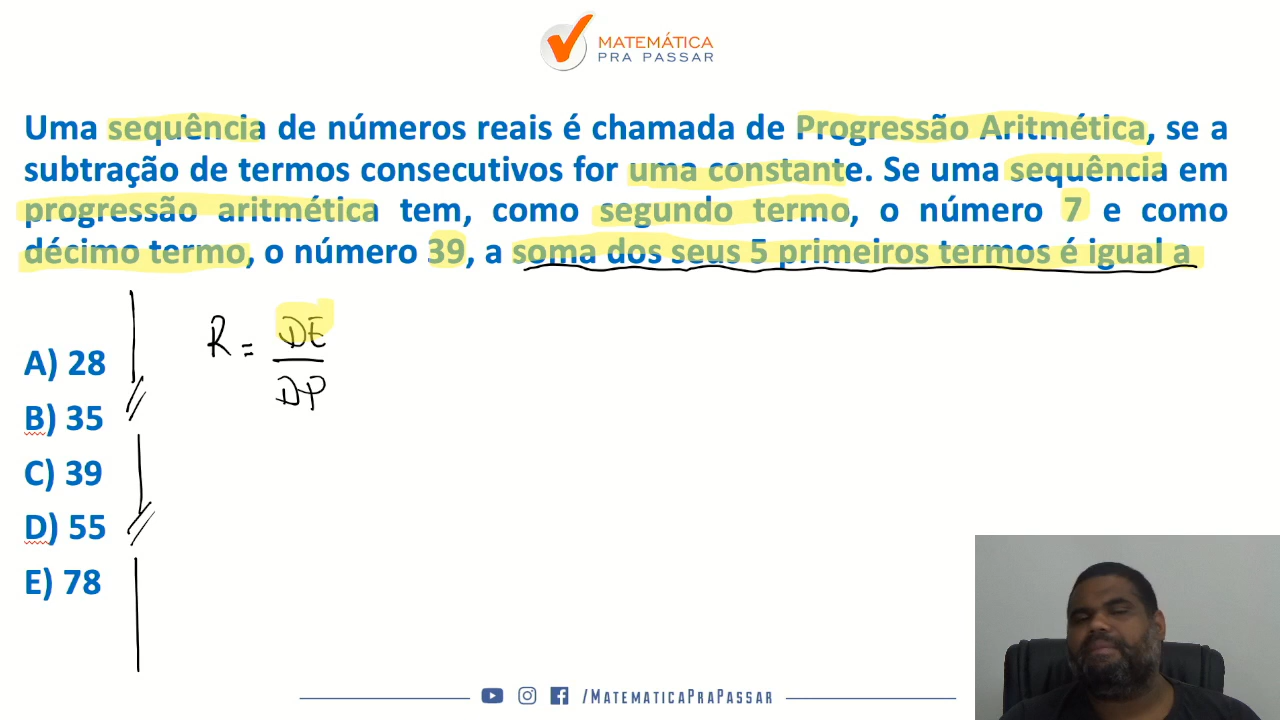 MATEMÁTICA
PRA PASSAR
Uma sequência de números reais é chamada de Progressão Aritmética, se a
subtração de termos consecutivos for uma constante. Se uma sequência em
progressão aritmética tem, como segundo termo, o número 7 e como
décimo termo, o número 39, a soma dos seus 5 primeiros termos é igual a
R = DE
DP
A) 28
B) 35
C) 39
D) 55
E) 78
/MATEMATICAPRAPASSAR